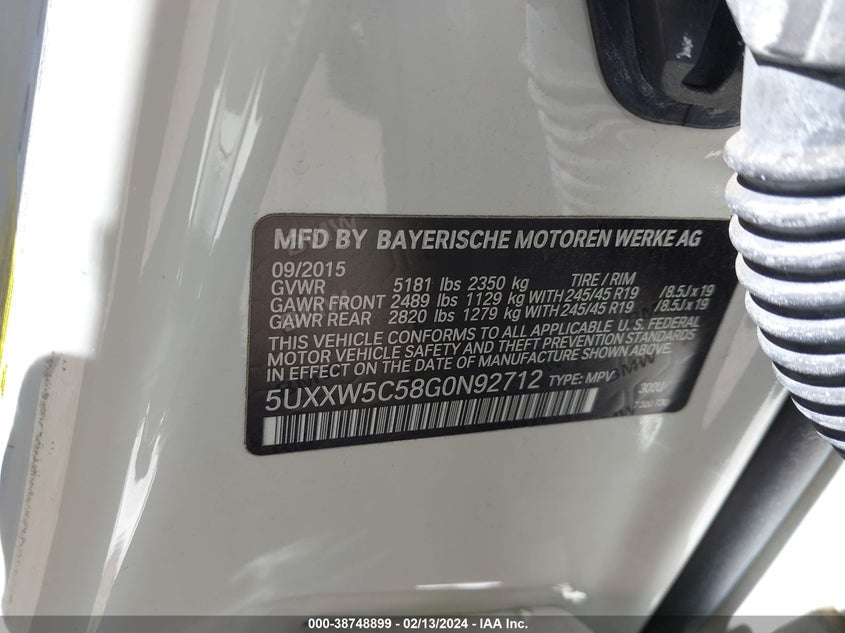 MFD BY BAYERISCHE MOTOREN WERKE AG
09/2015
GVWR 5181 lbs 2350 kg TIRE / RIM
GAWR FRONT 2489 lbs 1129 kg WITH 245/45 R19 /8.5J x 19
GAWR REAR 2820 lbs 1279 kg WITH 245/45 R19 /8.5J x 19
THIS VEHICLE CONFORMS TO ALL APPLICABLE U.S. FEDERAL
MOTOR VEHICLE SAFETY AND THEFT PREVENTION STANDARDS
IN EFFECT ON THE DATE OF MANUFACTURE SHOWN ABOVE.
5UXXW5C58G0N92712 TYPE: MPV 300U
000-38748899 - 02/13/2024 - IAA Inc.